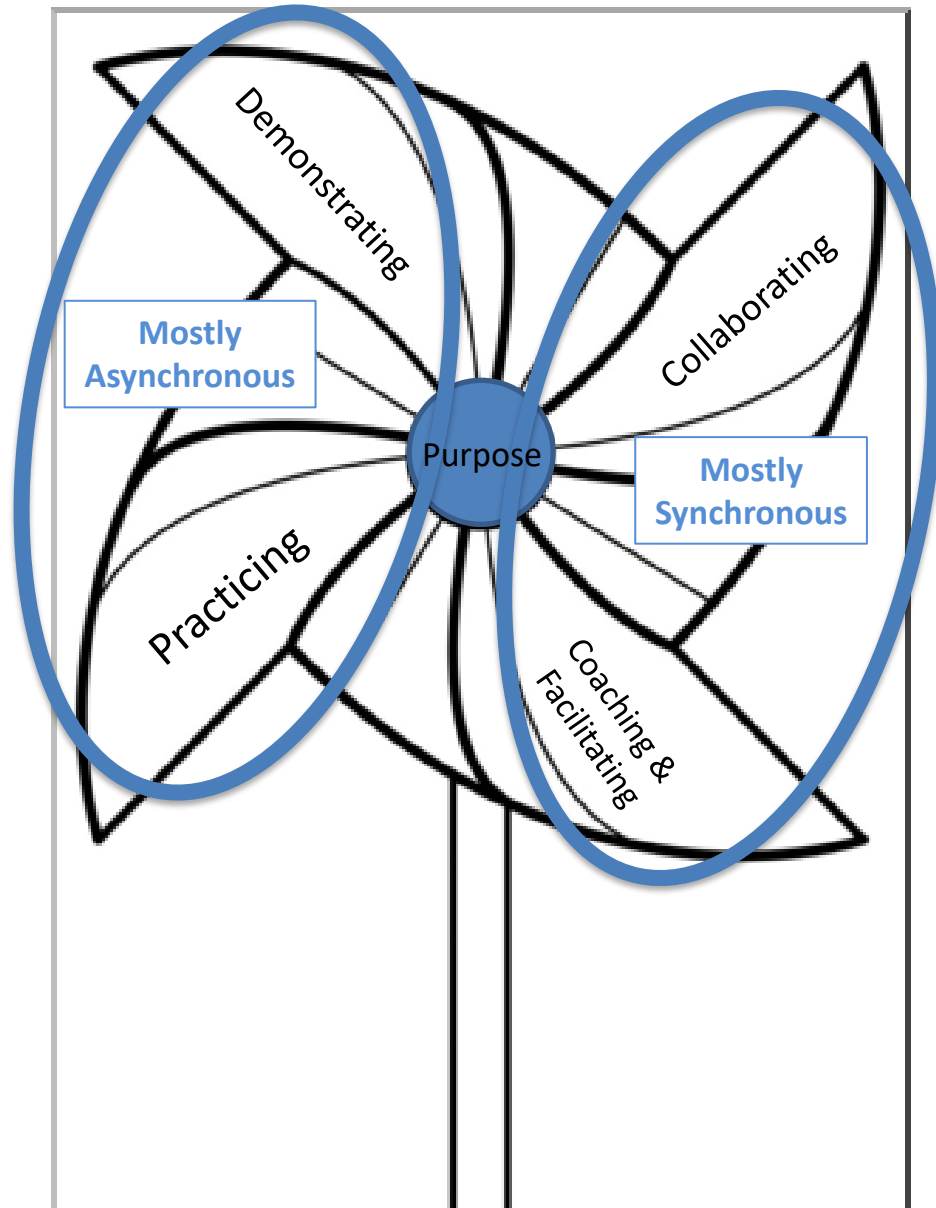 Demonstrating
Collaborating
Mostly
Asynchronous
Purpose
Mostly
Synchronous
Practicing
Coaching &
Facilitating